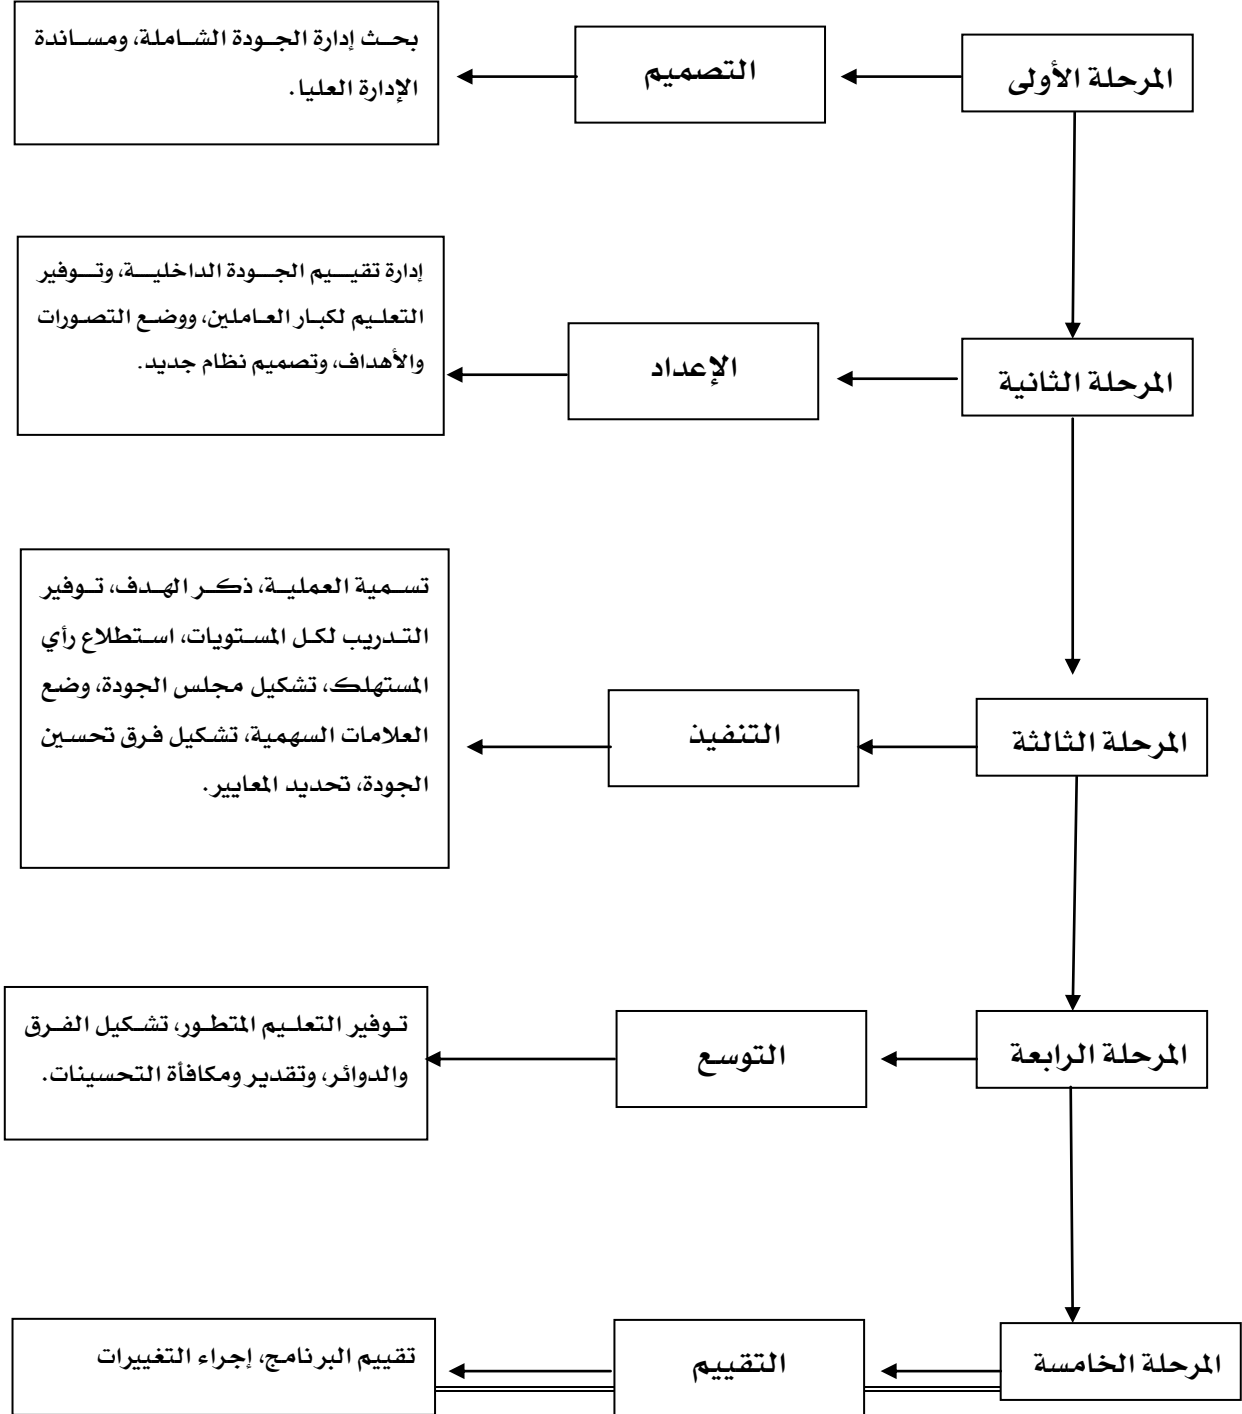 المرحلة الأولى
التصميم
بحث إدارة الجودة الشاملة، ومساندة
الإدارة العليا.
المرحلة الثانية
الإعداد
إدارة تقييم الجودة الداخلية، وتوفير
التعليم لكبار العاملين، ووضع التصورات
والأهداف، وتصميم نظام جديد.
المرحلة الثالثة
التنفيذ
تسمية العملية، ذكر الهدف، توفير
التدريب لكل المستويات، استطلاع رأي
المستهلك، تشكيل مجلس الجودة، وضع
العلامات السهمية، تشكيل فرق تحسين
الجودة، تحديد المعايير.
المرحلة الرابعة
التوسع
توفير التعليم المتطور، تشكيل الفرق
والدوائر، وتقدير ومكافأة التحسينات.
المرحلة الخامسة
التقييم
تقييم البرنامج، إجراء التغييرات